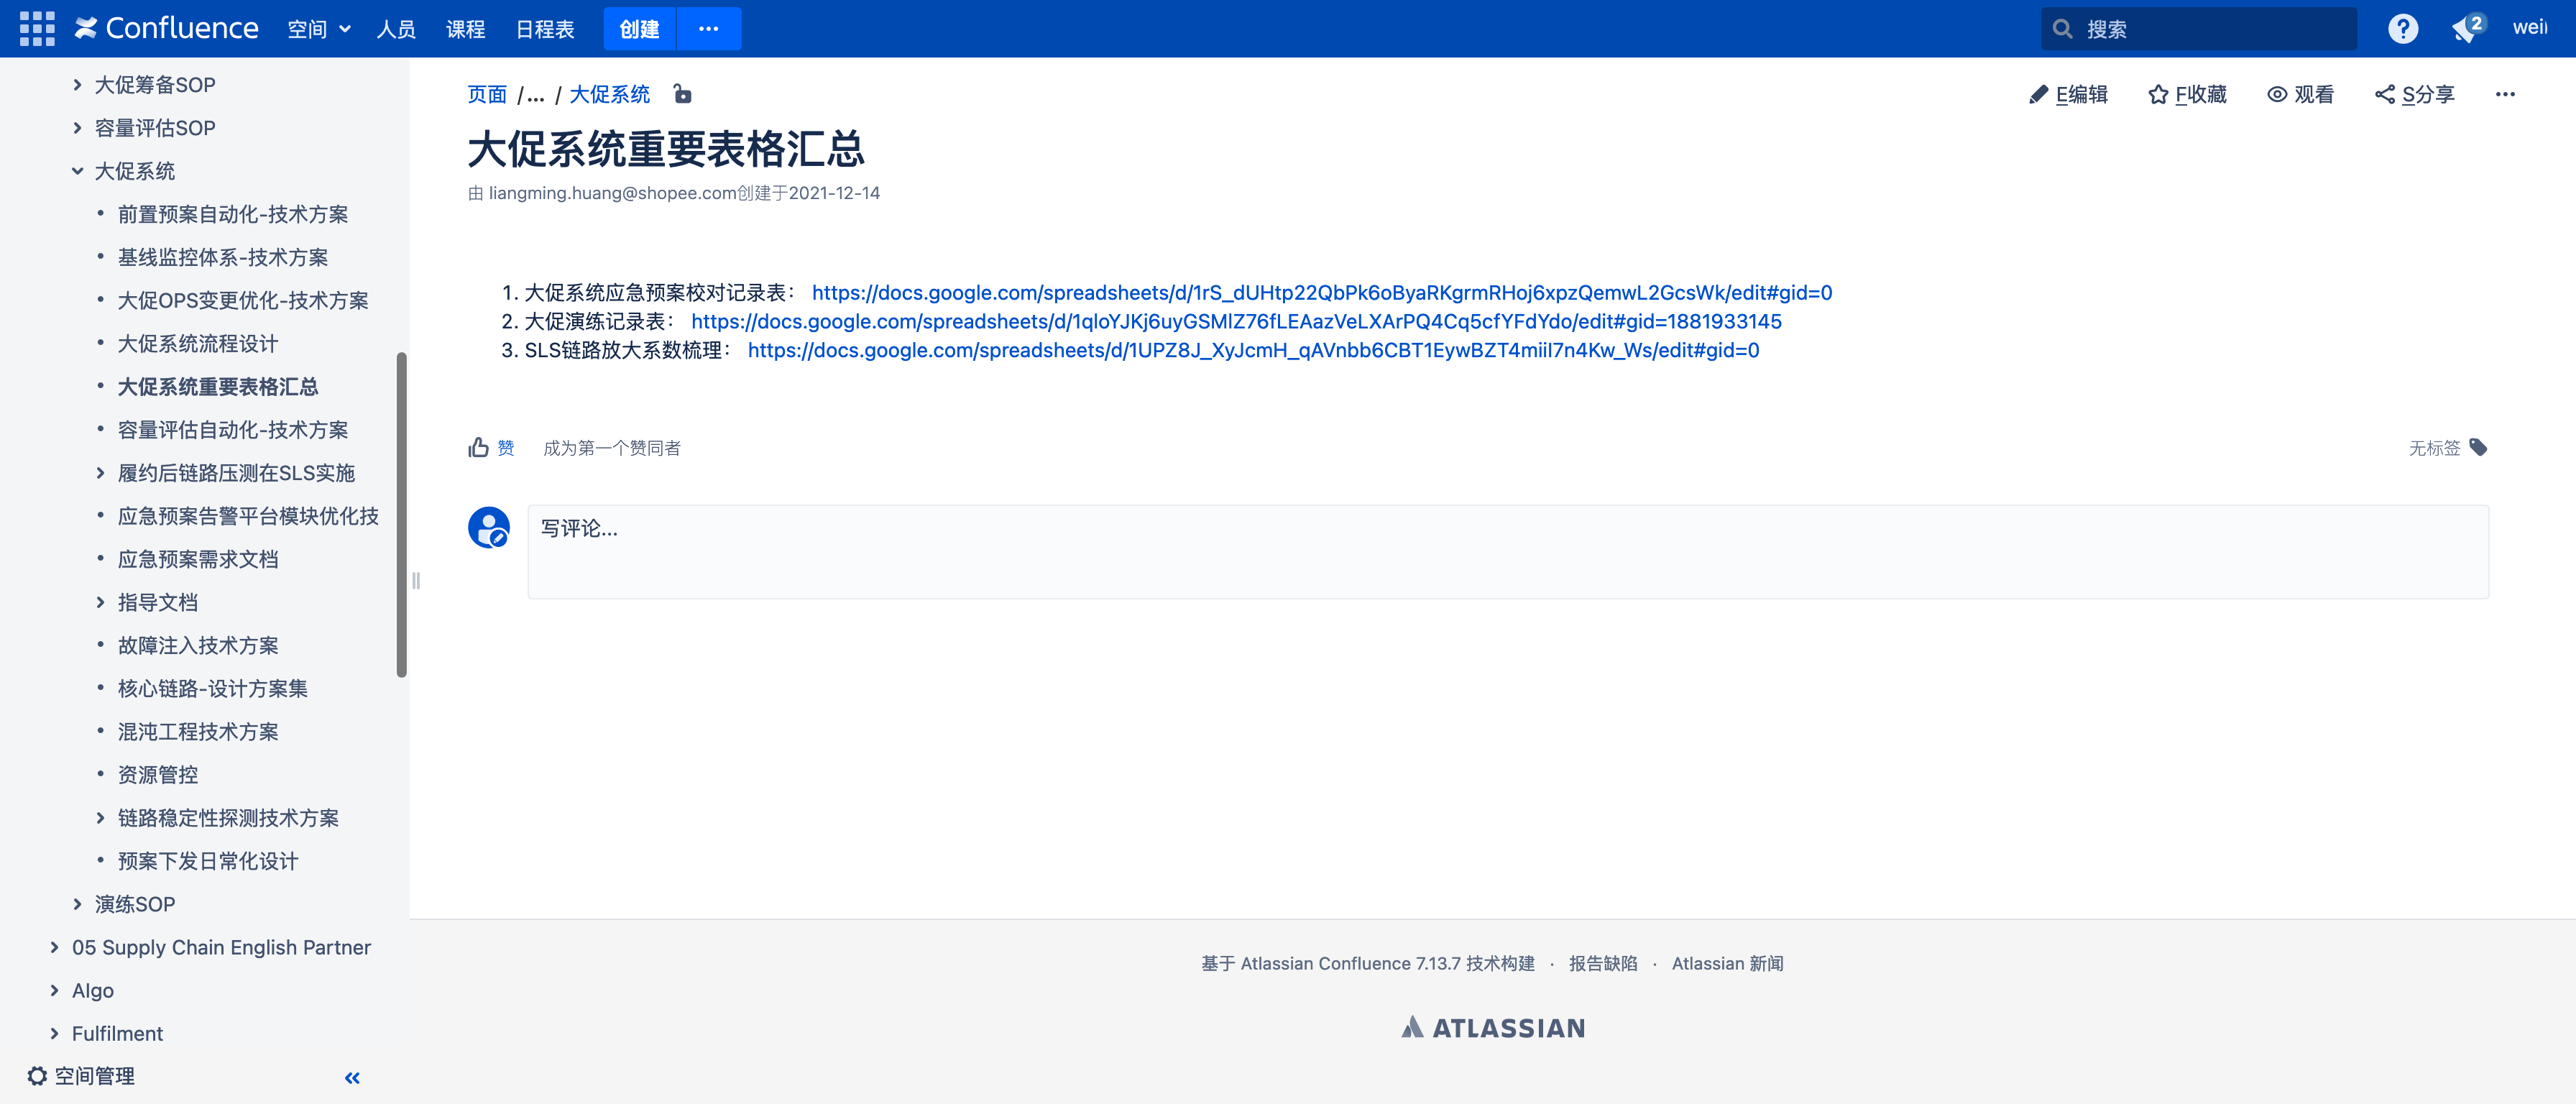 Confluence 空间 人员 课程 日程表 创建 ··· 搜索 ? 2 weil
大促筹备SOP
容量评估SOP
大促系统
前置预案自动化-技术方案
基线监控体系-技术方案
大促OPS变更优化-技术方案
大促系统流程设计
大促系统重要表格汇总
容量评估自动化-技术方案
履约后链路压测在SLS实施
应急预案告警平台模块优化技
应急预案需求文档
指导文档
故障注入技术方案
核心链路-设计方案集
混沌工程技术方案
资源管控
链路稳定性探测技术方案
预案下发日常化设计
演练SOP
05 Supply Chain English Partner
Algo
Fulfilment
空间管理
页面 /... / 大促系统
E编辑 F收藏 观看 S分享 ···
大促系统重要表格汇总
由 liangming.huang@shopee.com创建于2021-12-14
1. 大促系统应急预案校对记录表： https://docs.google.com/spreadsheets/d/1rS_dUHtp22QbPk6oByaRKgrmRHoj6xpzQemwL2GcsWk/edit#gid=0
2. 大促演练记录表： https://docs.google.com/spreadsheets/d/1qloYJKj6uyGSMlZ76fLEAazVeLXArPQ4Cq5cfYFdYdo/edit#gid=1881933145
3. SLS链路放大系数梳理： https://docs.google.com/spreadsheets/d/1UPZ8J_XyJcmH_qAVnbb6CBT1EywBZT4miiI7n4Kw_Ws/edit#gid=0
赞 成为第一个赞同者
无标签
写评论...
基于 Atlassian Confluence 7.13.7 技术构建 · 报告缺陷 · Atlassian 新闻
ATLASSIAN